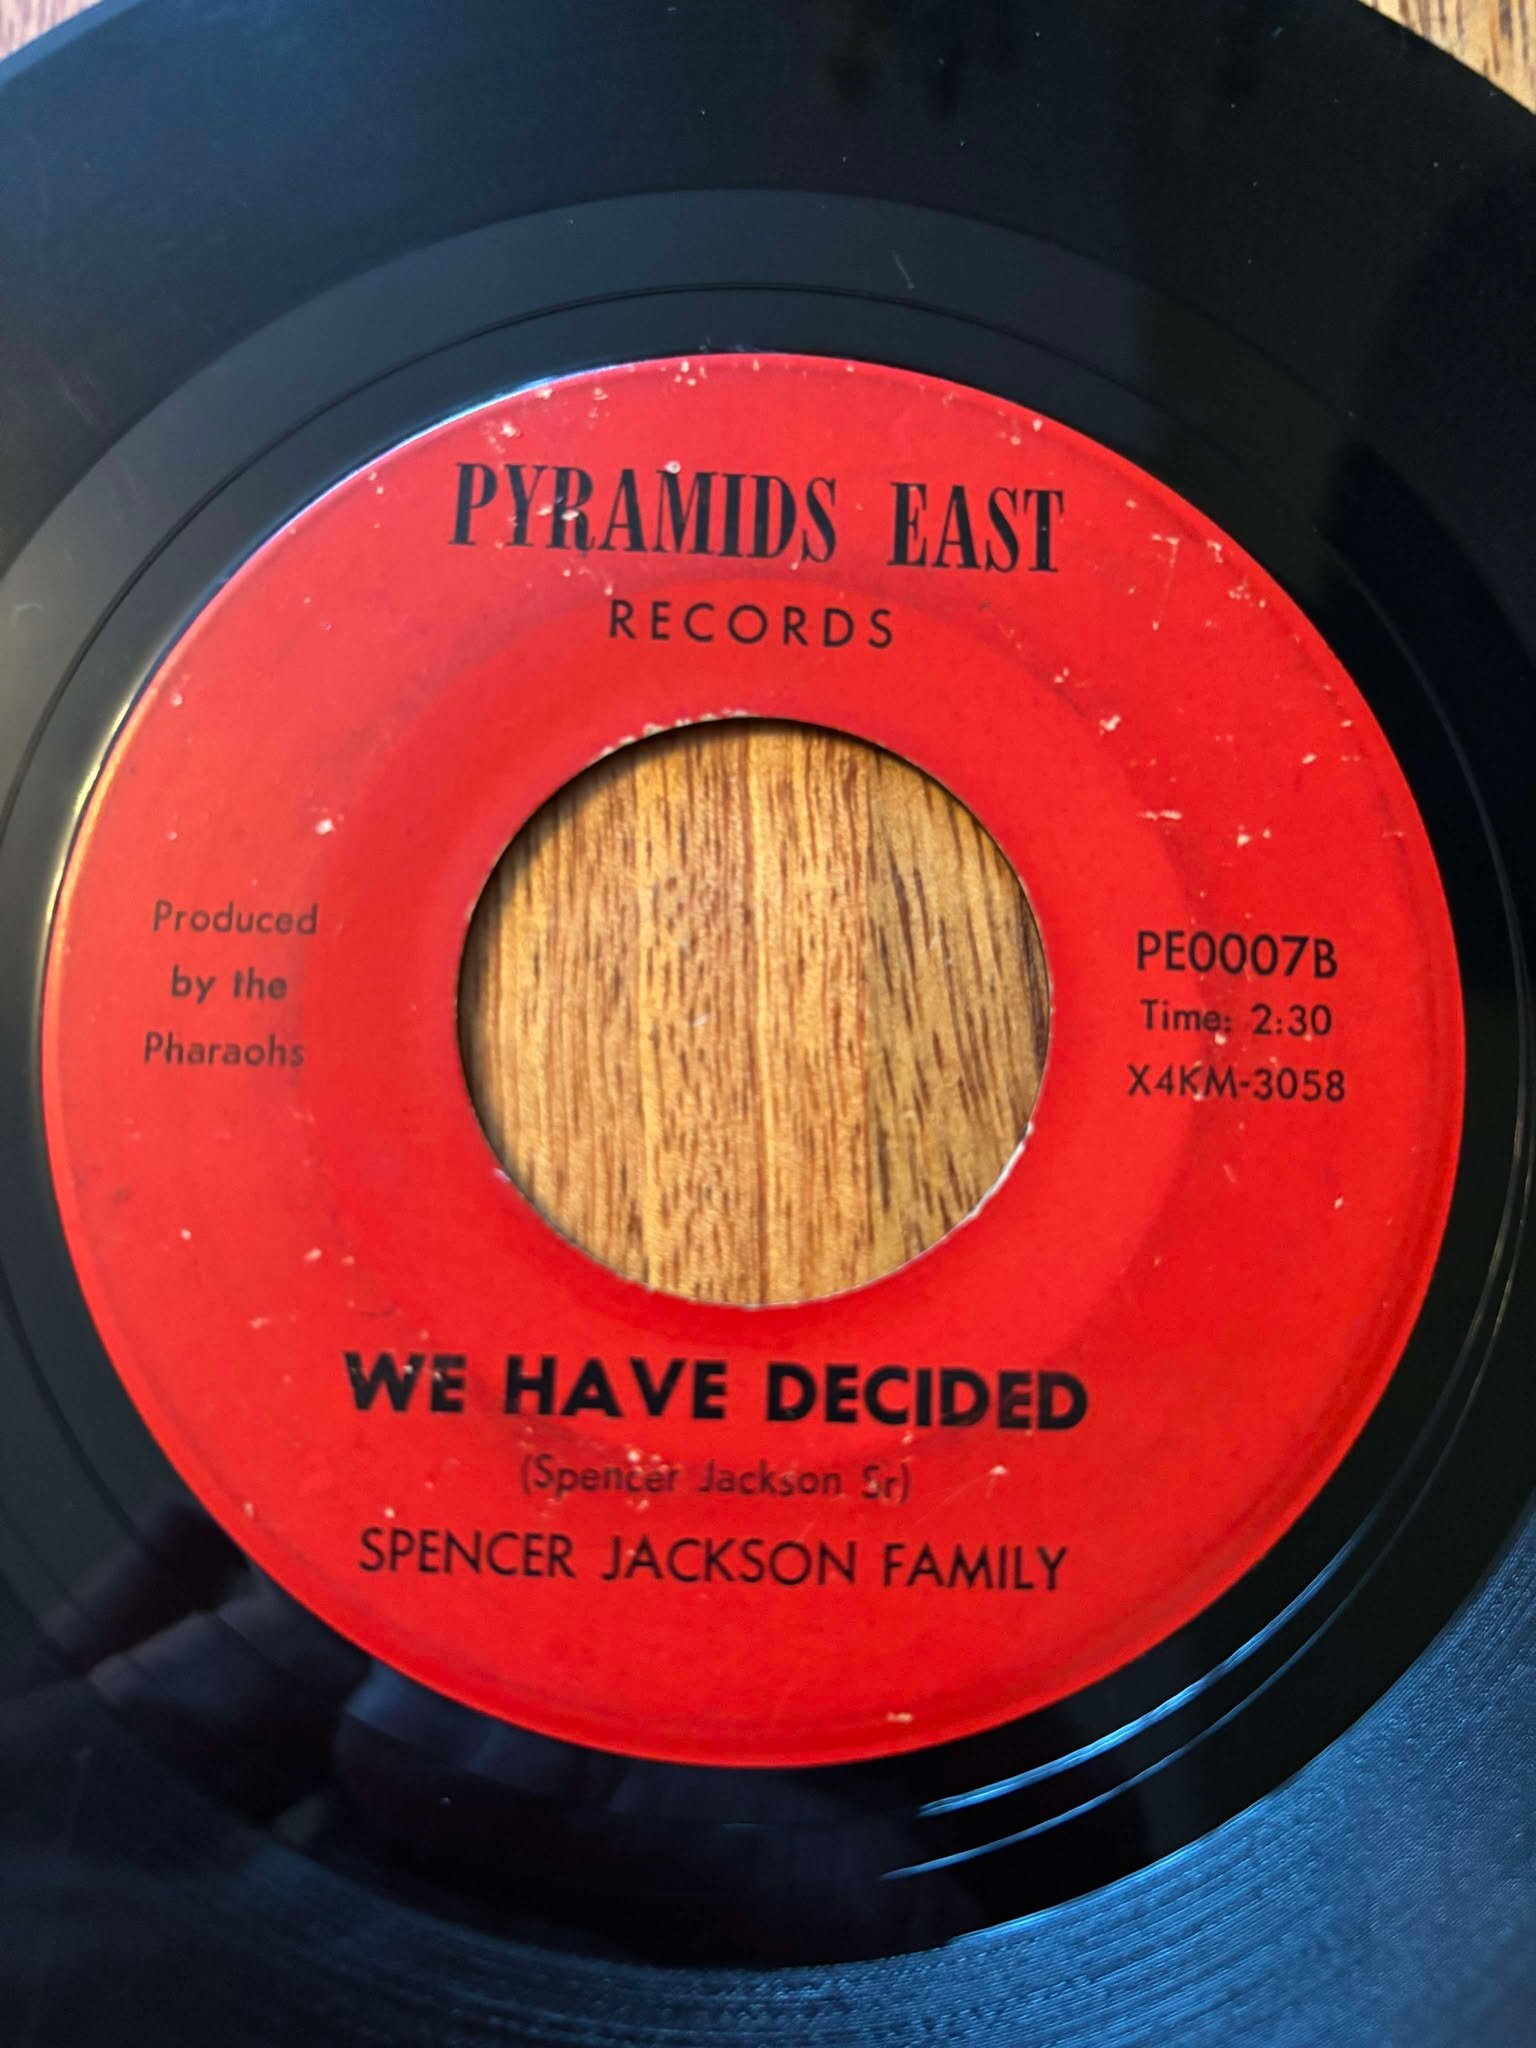 PYRAMIDS EAST
RECORDS
Produced
by the
Pharaohs
PE0007B
Time: 2:30
X4KM-3058
WE HAVE DECIDED
(Spencer Jackson Sr)
SPENCER JACKSON FAMILY